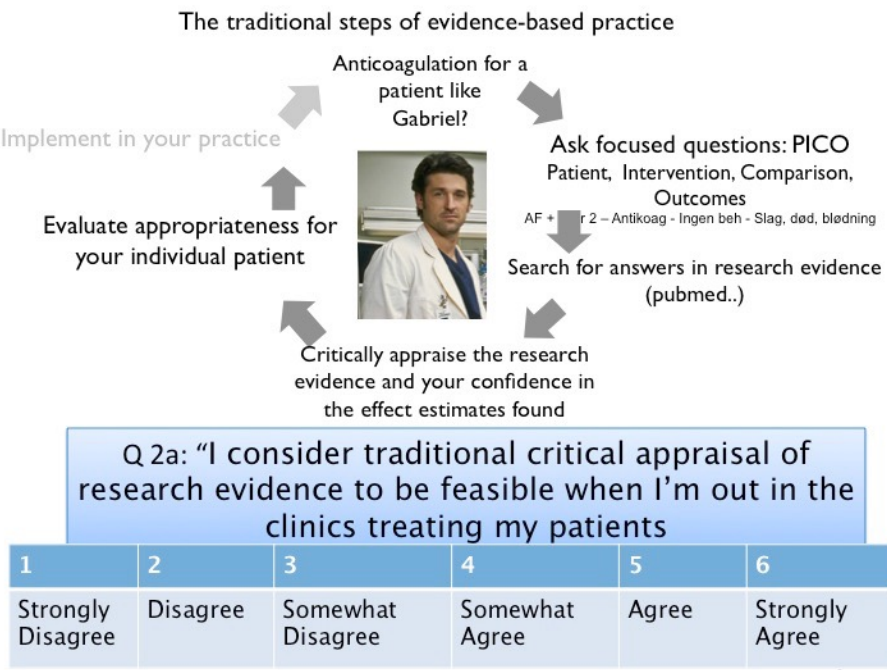 The traditional steps of evidence-based practice
Anticoagulation for a
patient like
Gabriel?
Implement in your practice
Ask focused questions: PICO
Patient, Intervention, Comparison,
Outcomes
AF + r 2 – Antikoag - Ingen beh - Slag, død, blødning
Evaluate appropriateness for
your individual patient
Search for answers in research evidence
(pubmed..)
Critically appraise the research
evidence and your confidence in
the effect estimates found
Q 2a: “I consider traditional critical appraisal of
research evidence to be feasible when I’m out in the
clinics treating my patients
1 2 3 4 5 6
Strongly Disagree Somewhat Somewhat Agree Strongly
Disagree Disagree Agree Agree